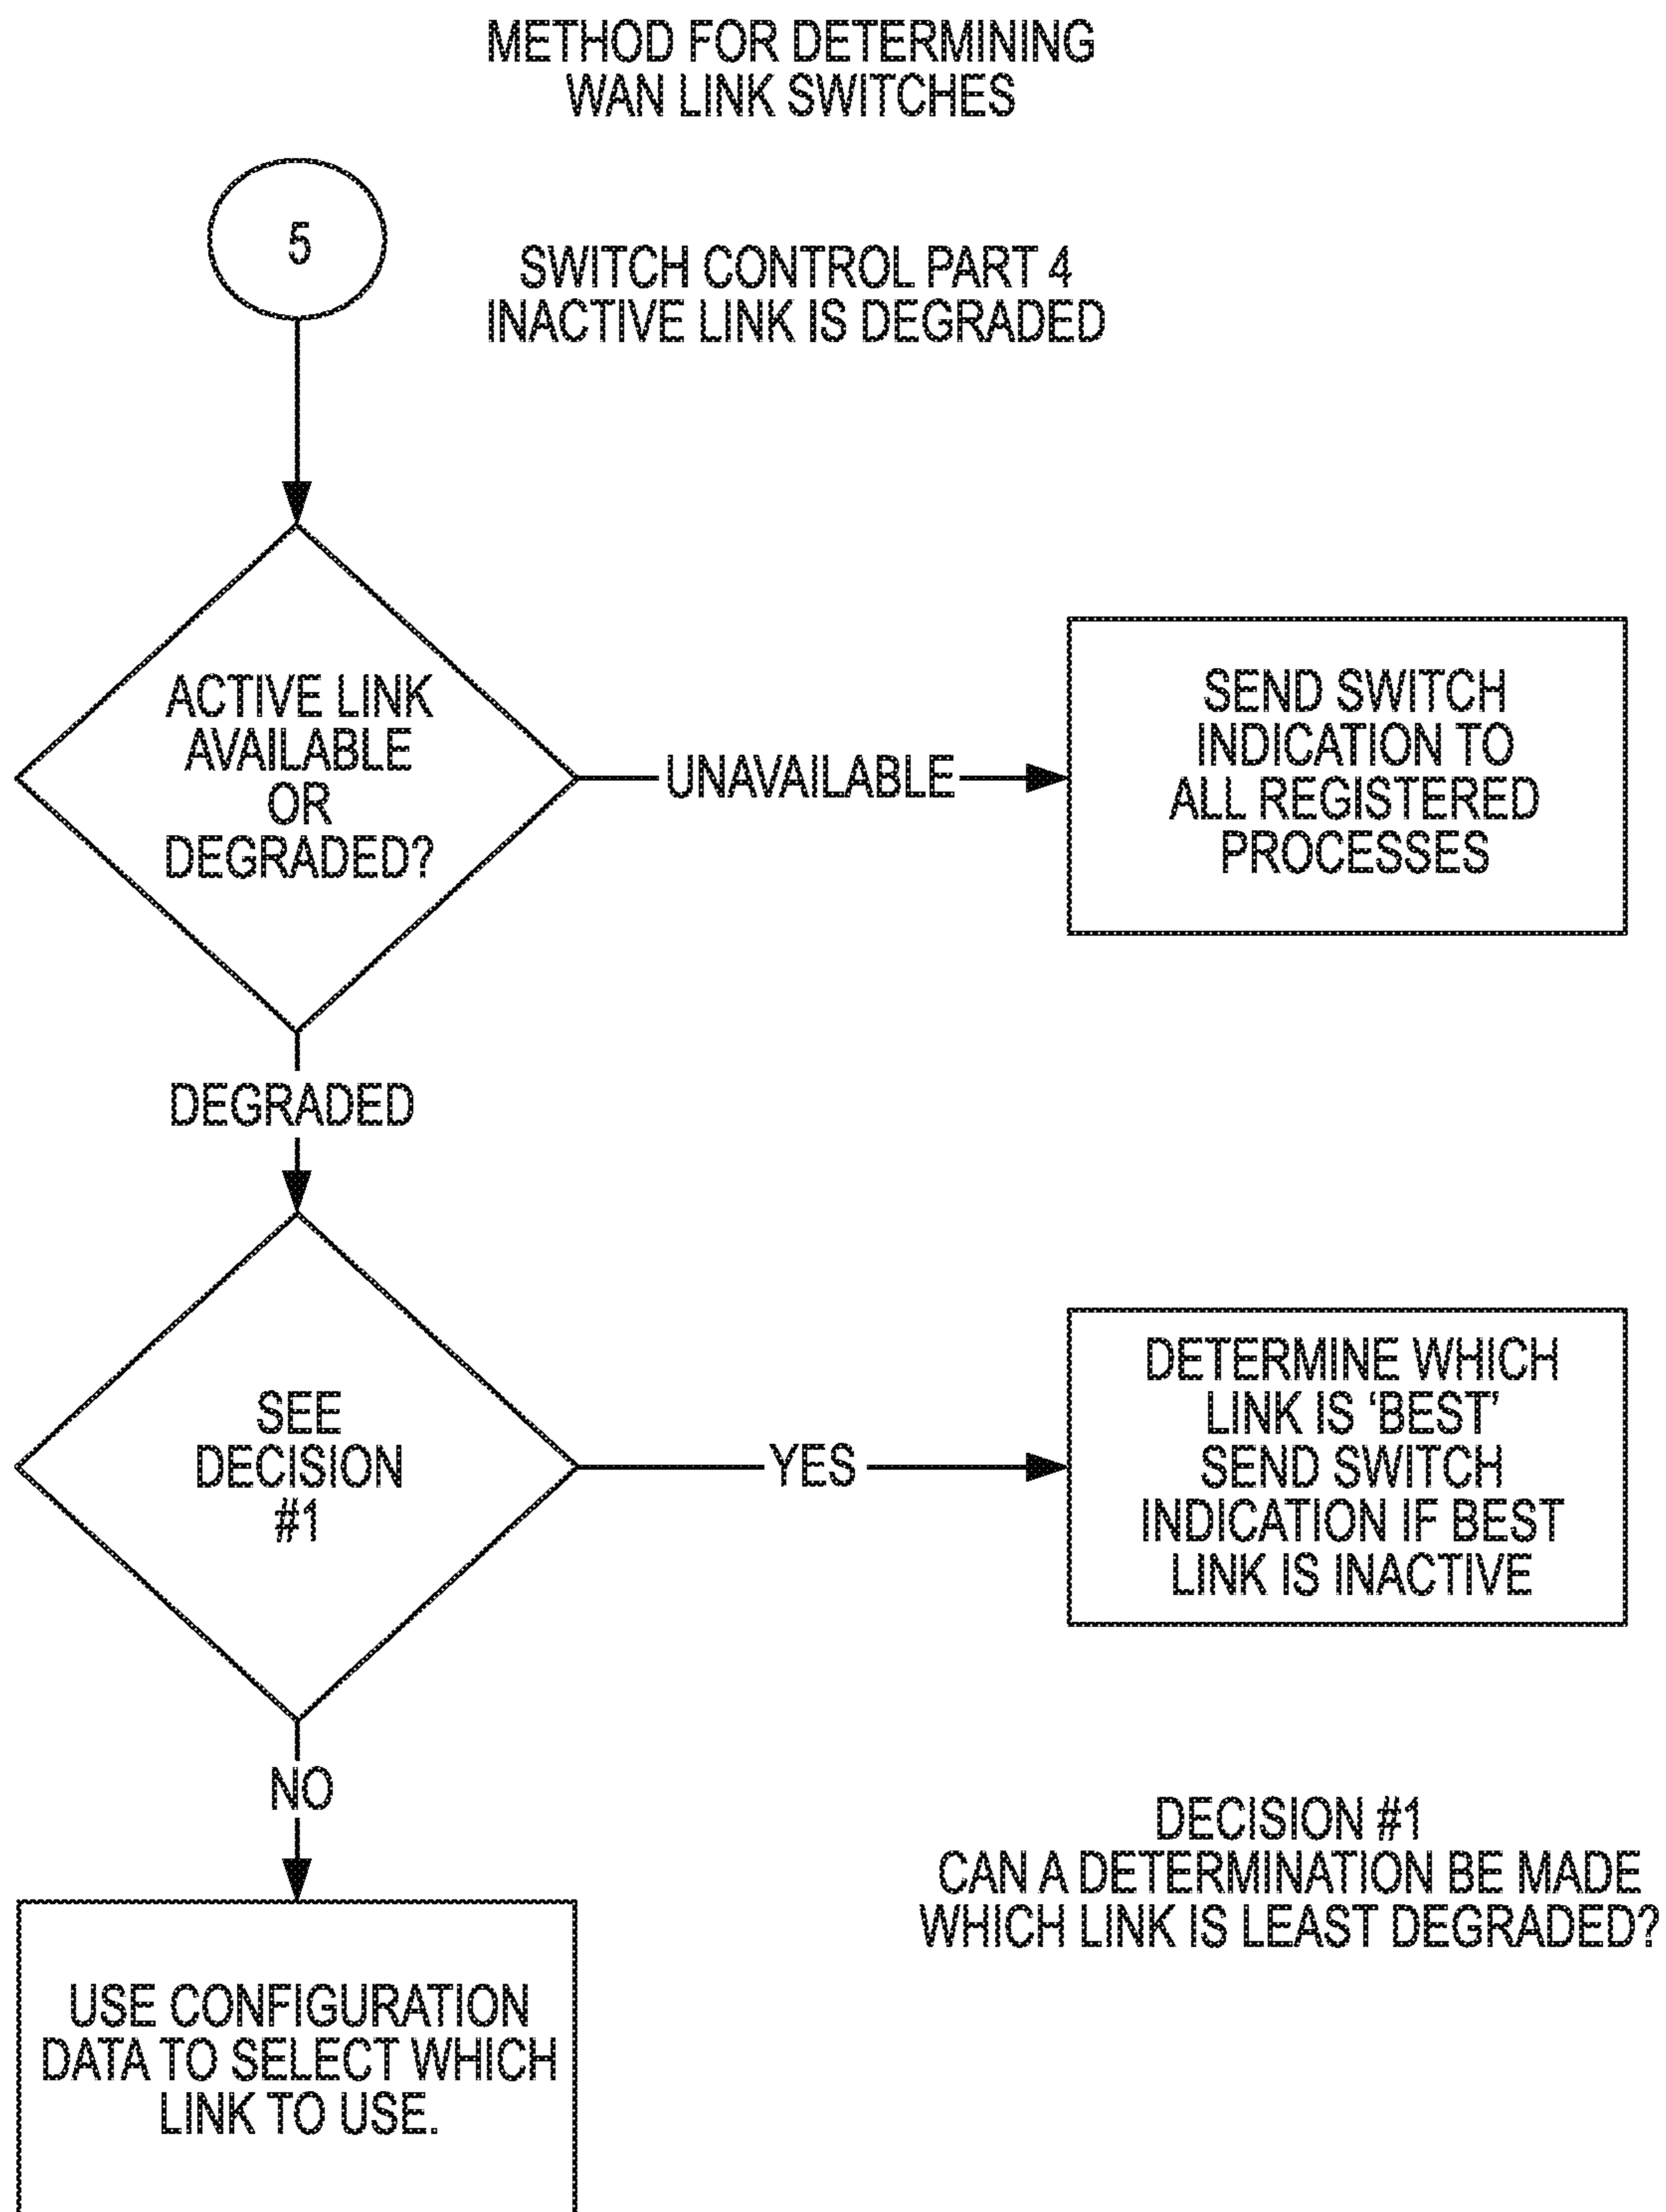 METHOD FOR DETERMINING
WAN LINK SWITCHES
5
SWITCH CONTROL PART 4
INACTIVE LINK IS DEGRADED
ACTIVE LINK
AVAILABLE
OR
DEGRADED?
UNAVAILABLE
SEND SWITCH
INDICATION TO
ALL REGISTERED
PROCESSES
DEGRADED
SEE
DECISION
#1
YES
DETERMINE WHICH
LINK IS ‘BEST’
SEND SWITCH
INDICATION IF BEST
LINK IS INACTIVE
NO
DECISION #1
CAN A DETERMINATION BE MADE
WHICH LINK IS LEAST DEGRADED?
USE CONFIGURATION
DATA TO SELECT WHICH
LINK TO USE.